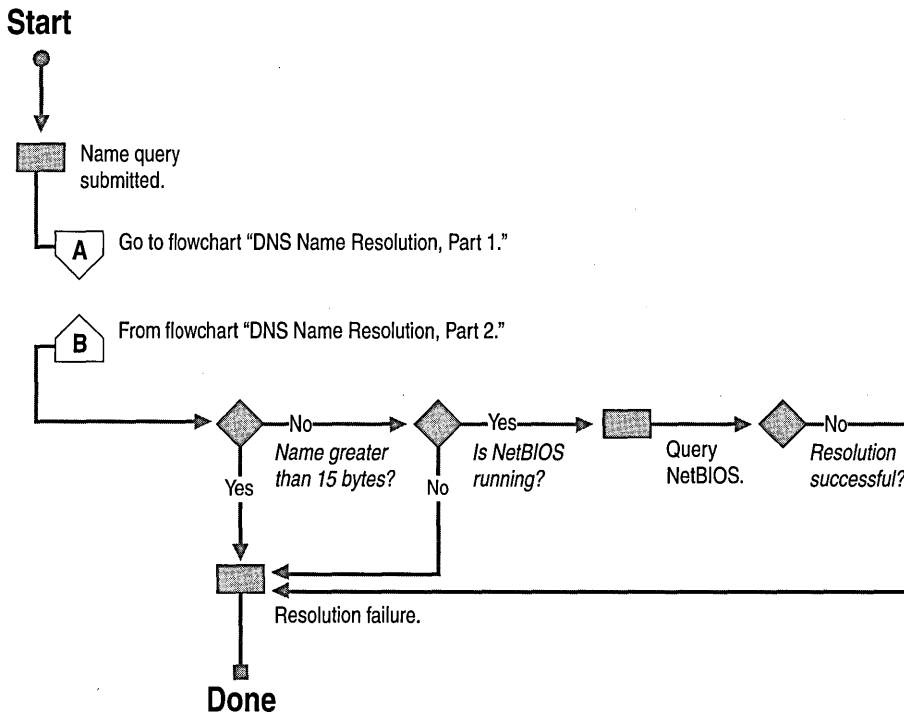 Start
Name query
submitted.
A
Go to flowchart “DNS Name Resolution, Part 1.”
B
From flowchart “DNS Name Resolution, Part 2.”
No
Name greater
than 15 bytes?
Yes
Yes
Is NetBIOS
running?
No
Query
NetBIOS.
No
Resolution
successful?
Resolution failure.
Done